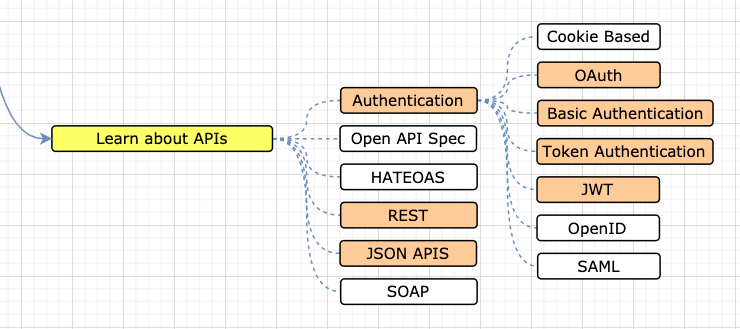 Learn about APIs
Authentication
Open API Spec
HATEOAS
REST
JSON APIS
SOAP
Cookie Based
OAuth
Basic Authentication
Token Authentication
JWT
OpenID
SAML